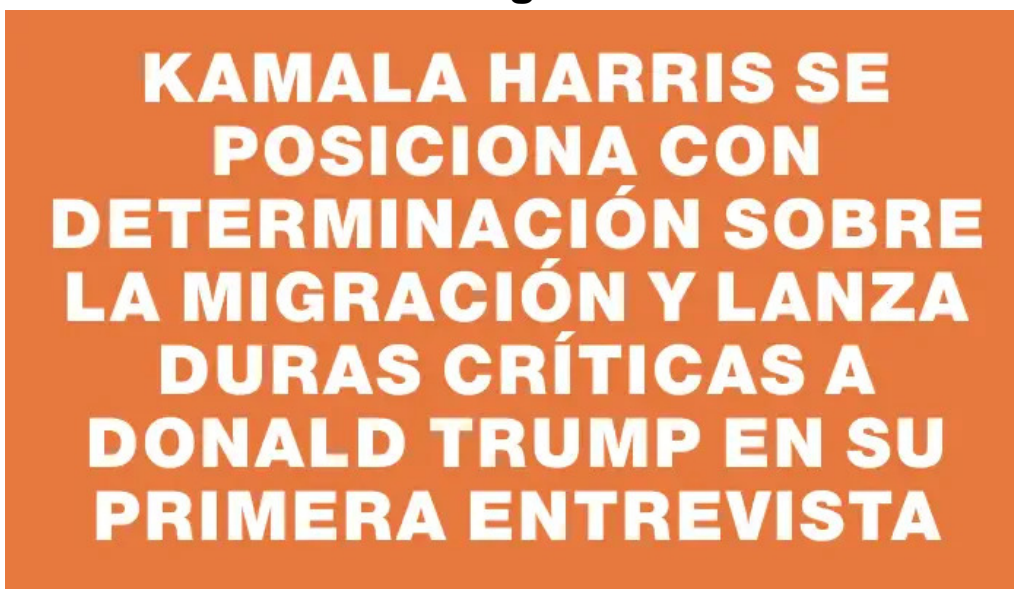 KAMALA HARRIS SE
POSICIONA CON
DETERMINACIÓN SOBRE
LA MIGRACIÓN Y LANZA
DURAS CRÍTICAS A
DONALD TRUMP EN SU
PRIMERA ENTREVISTA